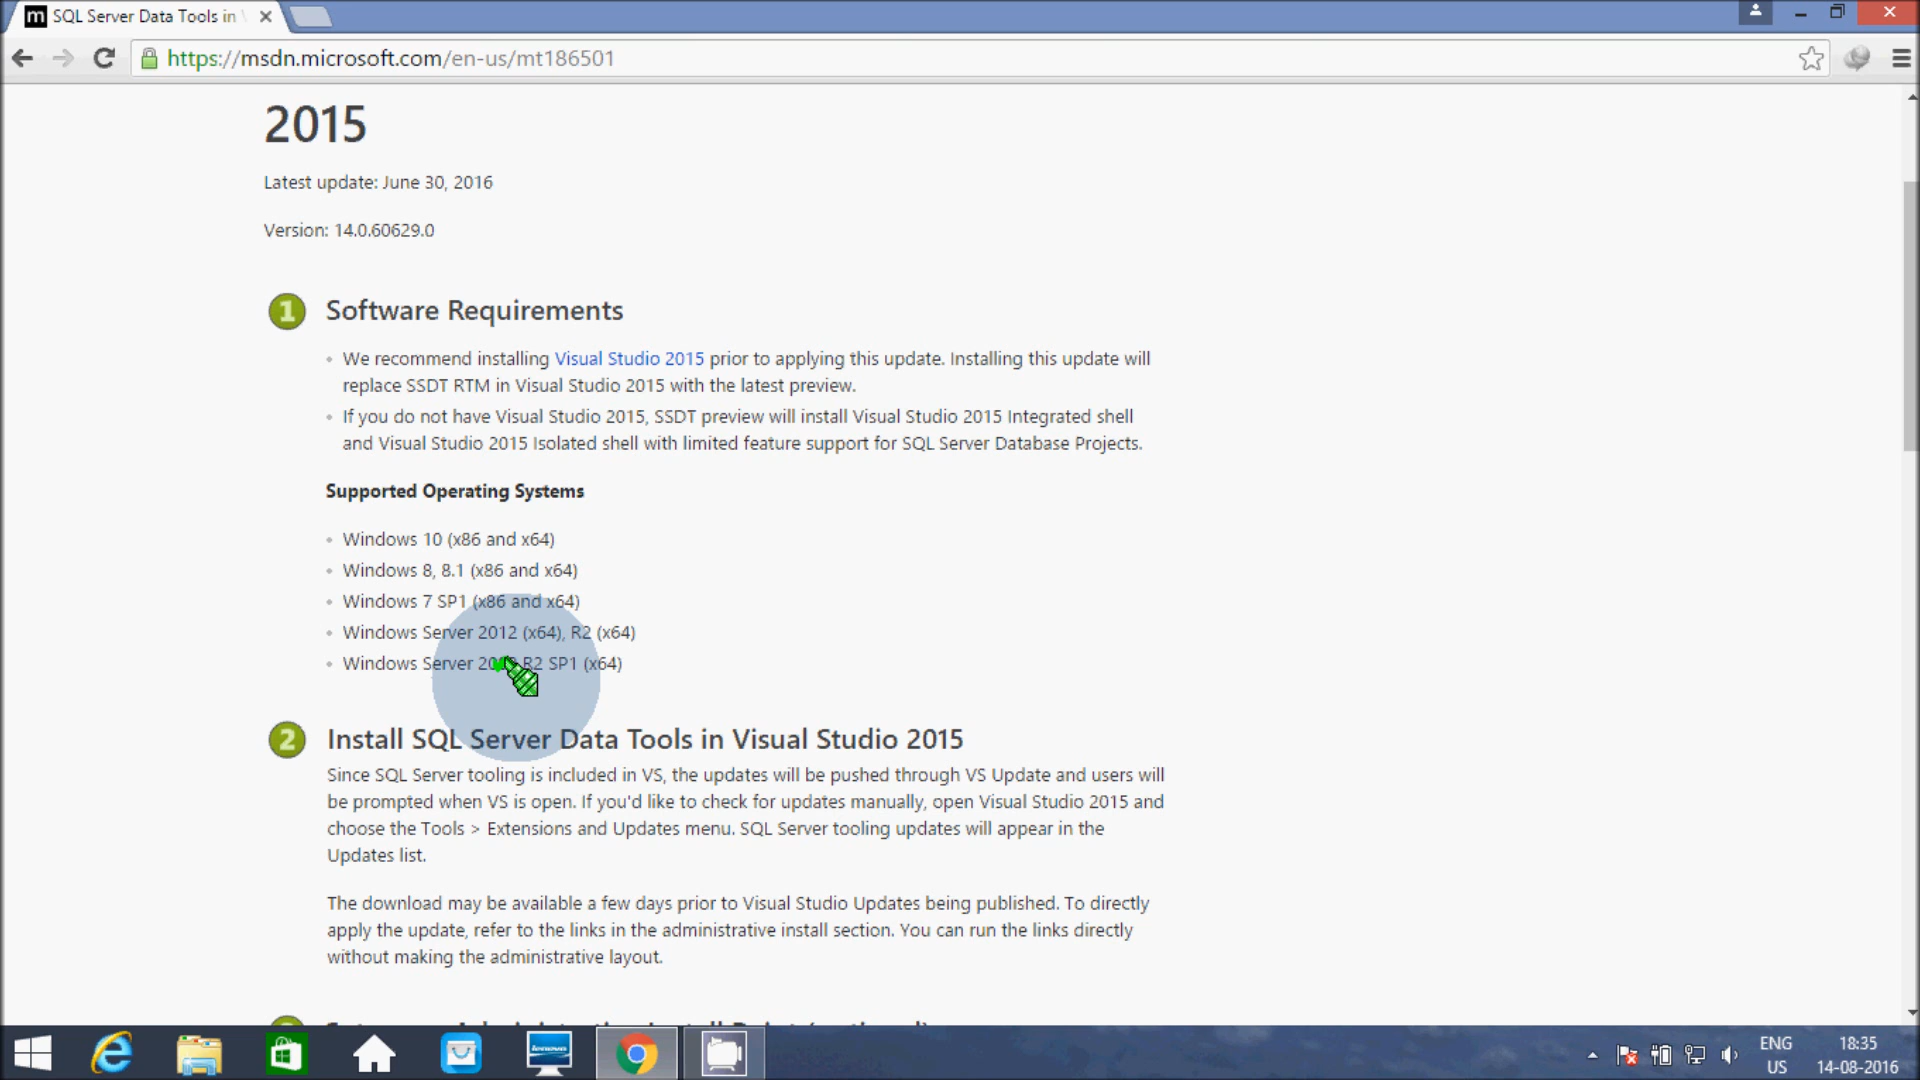 SQL Server Data Tools in
https://msdn.microsoft.com/en-us/mt186501
2015
Latest update: June 30, 2016
Version: 14.0.60629.0
1 Software Requirements
• We recommend installing Visual Studio 2015 prior to applying this update. Installing this update will
replace SSDT RTM in Visual Studio 2015 with the latest preview.
• If you do not have Visual Studio 2015, SSDT preview will install Visual Studio 2015 Integrated shell
and Visual Studio 2015 Isolated shell with limited feature support for SQL Server Database Projects.
Supported Operating Systems
• Windows 10 (x86 and x64)
• Windows 8, 8.1 (x86 and x64)
• Windows 7 SP1 (x86 and x64)
• Windows Server 2012 (x64), R2 (x64)
• Windows Server R2 SP1 (x64)
2 Install SQL Server Data Tools in Visual Studio 2015
Since SQL Server tooling is included in VS, the updates will be pushed through VS Update and users will
be prompted when VS is open. If you'd like to check for updates manually, open Visual Studio 2015 and
choose the Tools > Extensions and Updates menu. SQL Server tooling updates will appear in the
Updates list.
The download may be available a few days prior to Visual Studio Updates being published. To directly
apply the update, refer to the links in the administrative install section. You can run the links directly
without making the administrative layout.
ENG 18:35
US 14-08-2016